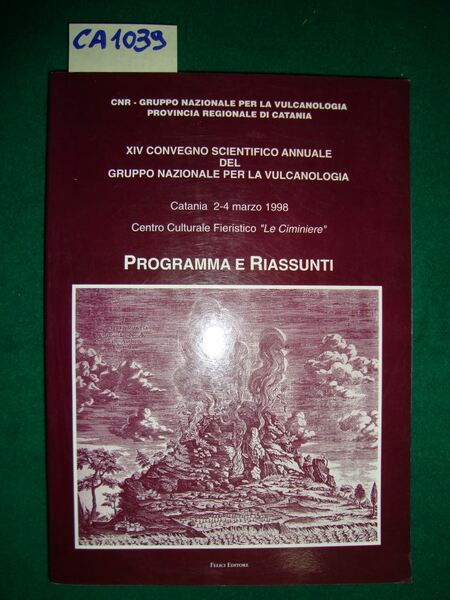 CA1039
CNR - GRUPPO NAZIONALE PER LA VULCANOLOGIA
PROVINCIA REGIONALE DI CATANIA
XIV CONVEGNO SCIENTIFICO ANNUALE
DEL
GRUPPO NAZIONALE PER LA VULCANOLOGIA
Catania 2-4 marzo 1998
Centro Culturale Fieristico "Le Ciminiere"
PROGRAMMA E RIASSUNTI
FELICI EDITORE